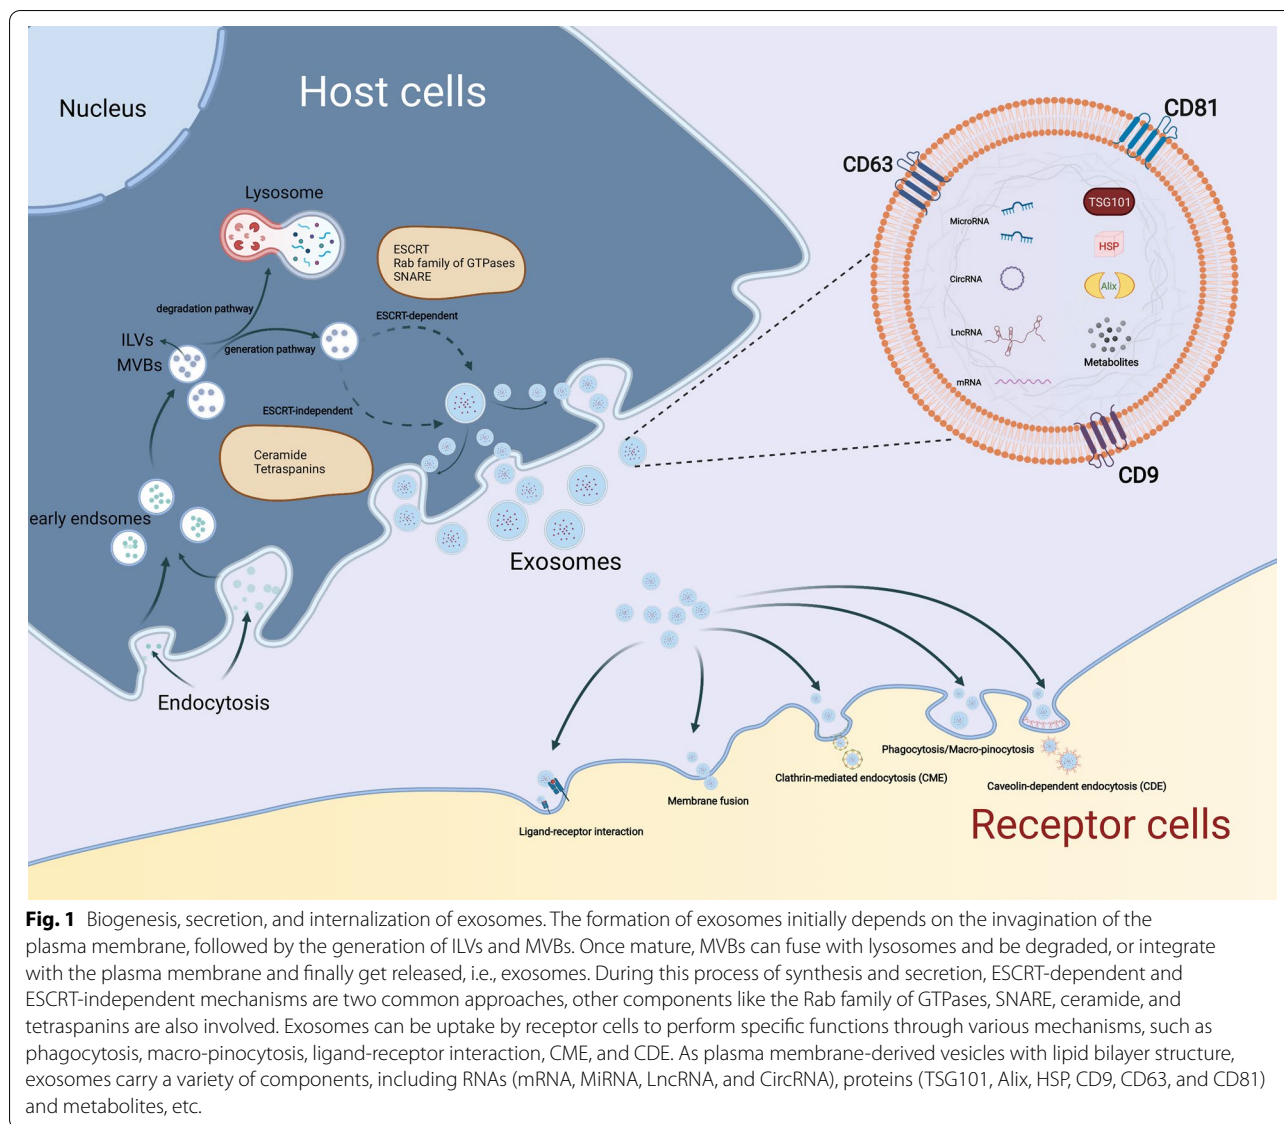 Host cells
Nucleus
CD81
CD63
Lysosome
TSG101
MicroRNA
ESCRT
Rab family of GTPases
SNARE
HSP
CircRNA
Alix
degradation pathway
ESCRT-dependent
LncRNA
ILVs
generation pathway
MVBs
Metabolites
mRNA
ESCRT-independent
Ceramide
Tetraspanins
CD9
early endsomes
Exosomes
Endocytosis
Phagocytosis/Macro-pinocytosis
Clathrin-mediated endocytosis (CME)
Caveolin-dependent endocytosis (CDE)
Membrane fusion
Ligand-receptor interaction
Receptor cells
Fig. 1 Biogenesis, secretion, and internalization of exosomes. The formation of exosomes initially depends on the invagination of the
plasma membrane, followed by the generation of ILVs and MVBs. Once mature, MVBs can fuse with lysosomes and be degraded, or integrate
with the plasma membrane and finally get released, i.e., exosomes. During this process of synthesis and secretion, ESCRT-dependent and
ESCRT-independent mechanisms are two common approaches, other components like the Rab family of GTPases, SNARE, ceramide, and
tetraspanins are also involved. Exosomes can be uptake by receptor cells to perform specific functions through various mechanisms, such as
phagocytosis, macro-pinocytosis, ligand-receptor interaction, CME, and CDE. As plasma membrane-derived vesicles with lipid bilayer structure,
exosomes carry a variety of components, including RNAs (mRNA, MiRNA, LncRNA, and CircRNA), proteins (TSG101, Alix, HSP, CD9, CD63, and CD81)
and metabolites, etc.